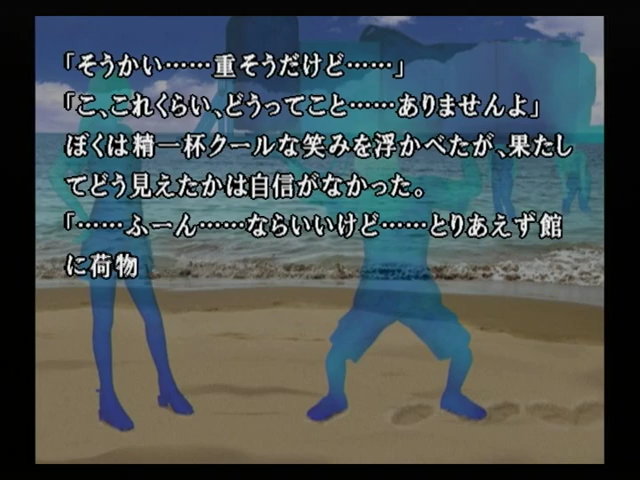 「そうかい……重そうだけど……」
「こ、これくらい、どうってこと……ありませんよ」
ぼくは精一杯クールな笑みを浮かべたが、果たし
てどう見えたかは自信がなかった。
「……ふーん……ならいいけど……とりあえず館
に荷物